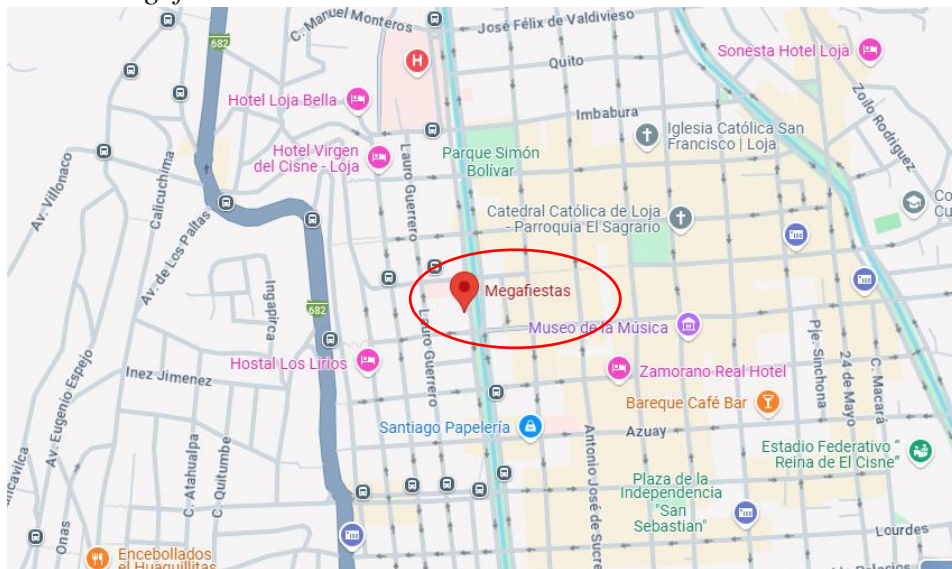 C. Manuel Monteros
José Félix de Valdivieso
682
Sonesta Hotel Loja
H
Quito
Hotel Loja Bella
Imbabura
Zoilo Rodriguez
Iglesia Católica San
Francisco | Loja
Hotel Virgen
del Cisne - Loja
Lauro Guerrero
Parque Simón
Bolívar
Av. Villonaco
Calicuchima
Co
Cu
Catedral Católica de Loja
- Parroquia El Sagrario
Av. de Los Paltas
Megafiestas
Ingapirca
682
Lauro Guerrero
Museo de la Música
Pje. Sinchona
Hostal Los Lirios
24 de Mayo
C. Macará
Inez Jimenez
Zamorano Real Hotel
Av. Eugenio Espejo
Bareque Café Bar
Santiago Papelería
Azuay
Antonio José de Sucre
Estadio Federativo “
Reina de El Cisne”
C. Atahualpa
C. Quitumbe
Plaza de la
Independencia
"San
Sebastian"
Onas
Lourdes
Encebollados
el Huaquillitas